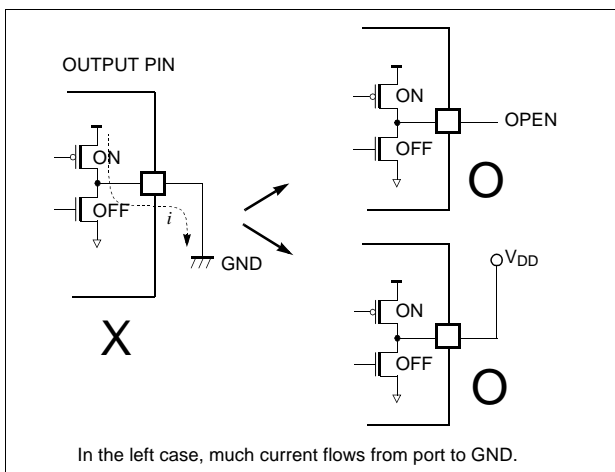 OUTPUT PIN
ON
OFF
i
GND
X
ON
OFF
OPEN
O
VDD
ON
OFF
O
In the left case, much current flows from port to GND.